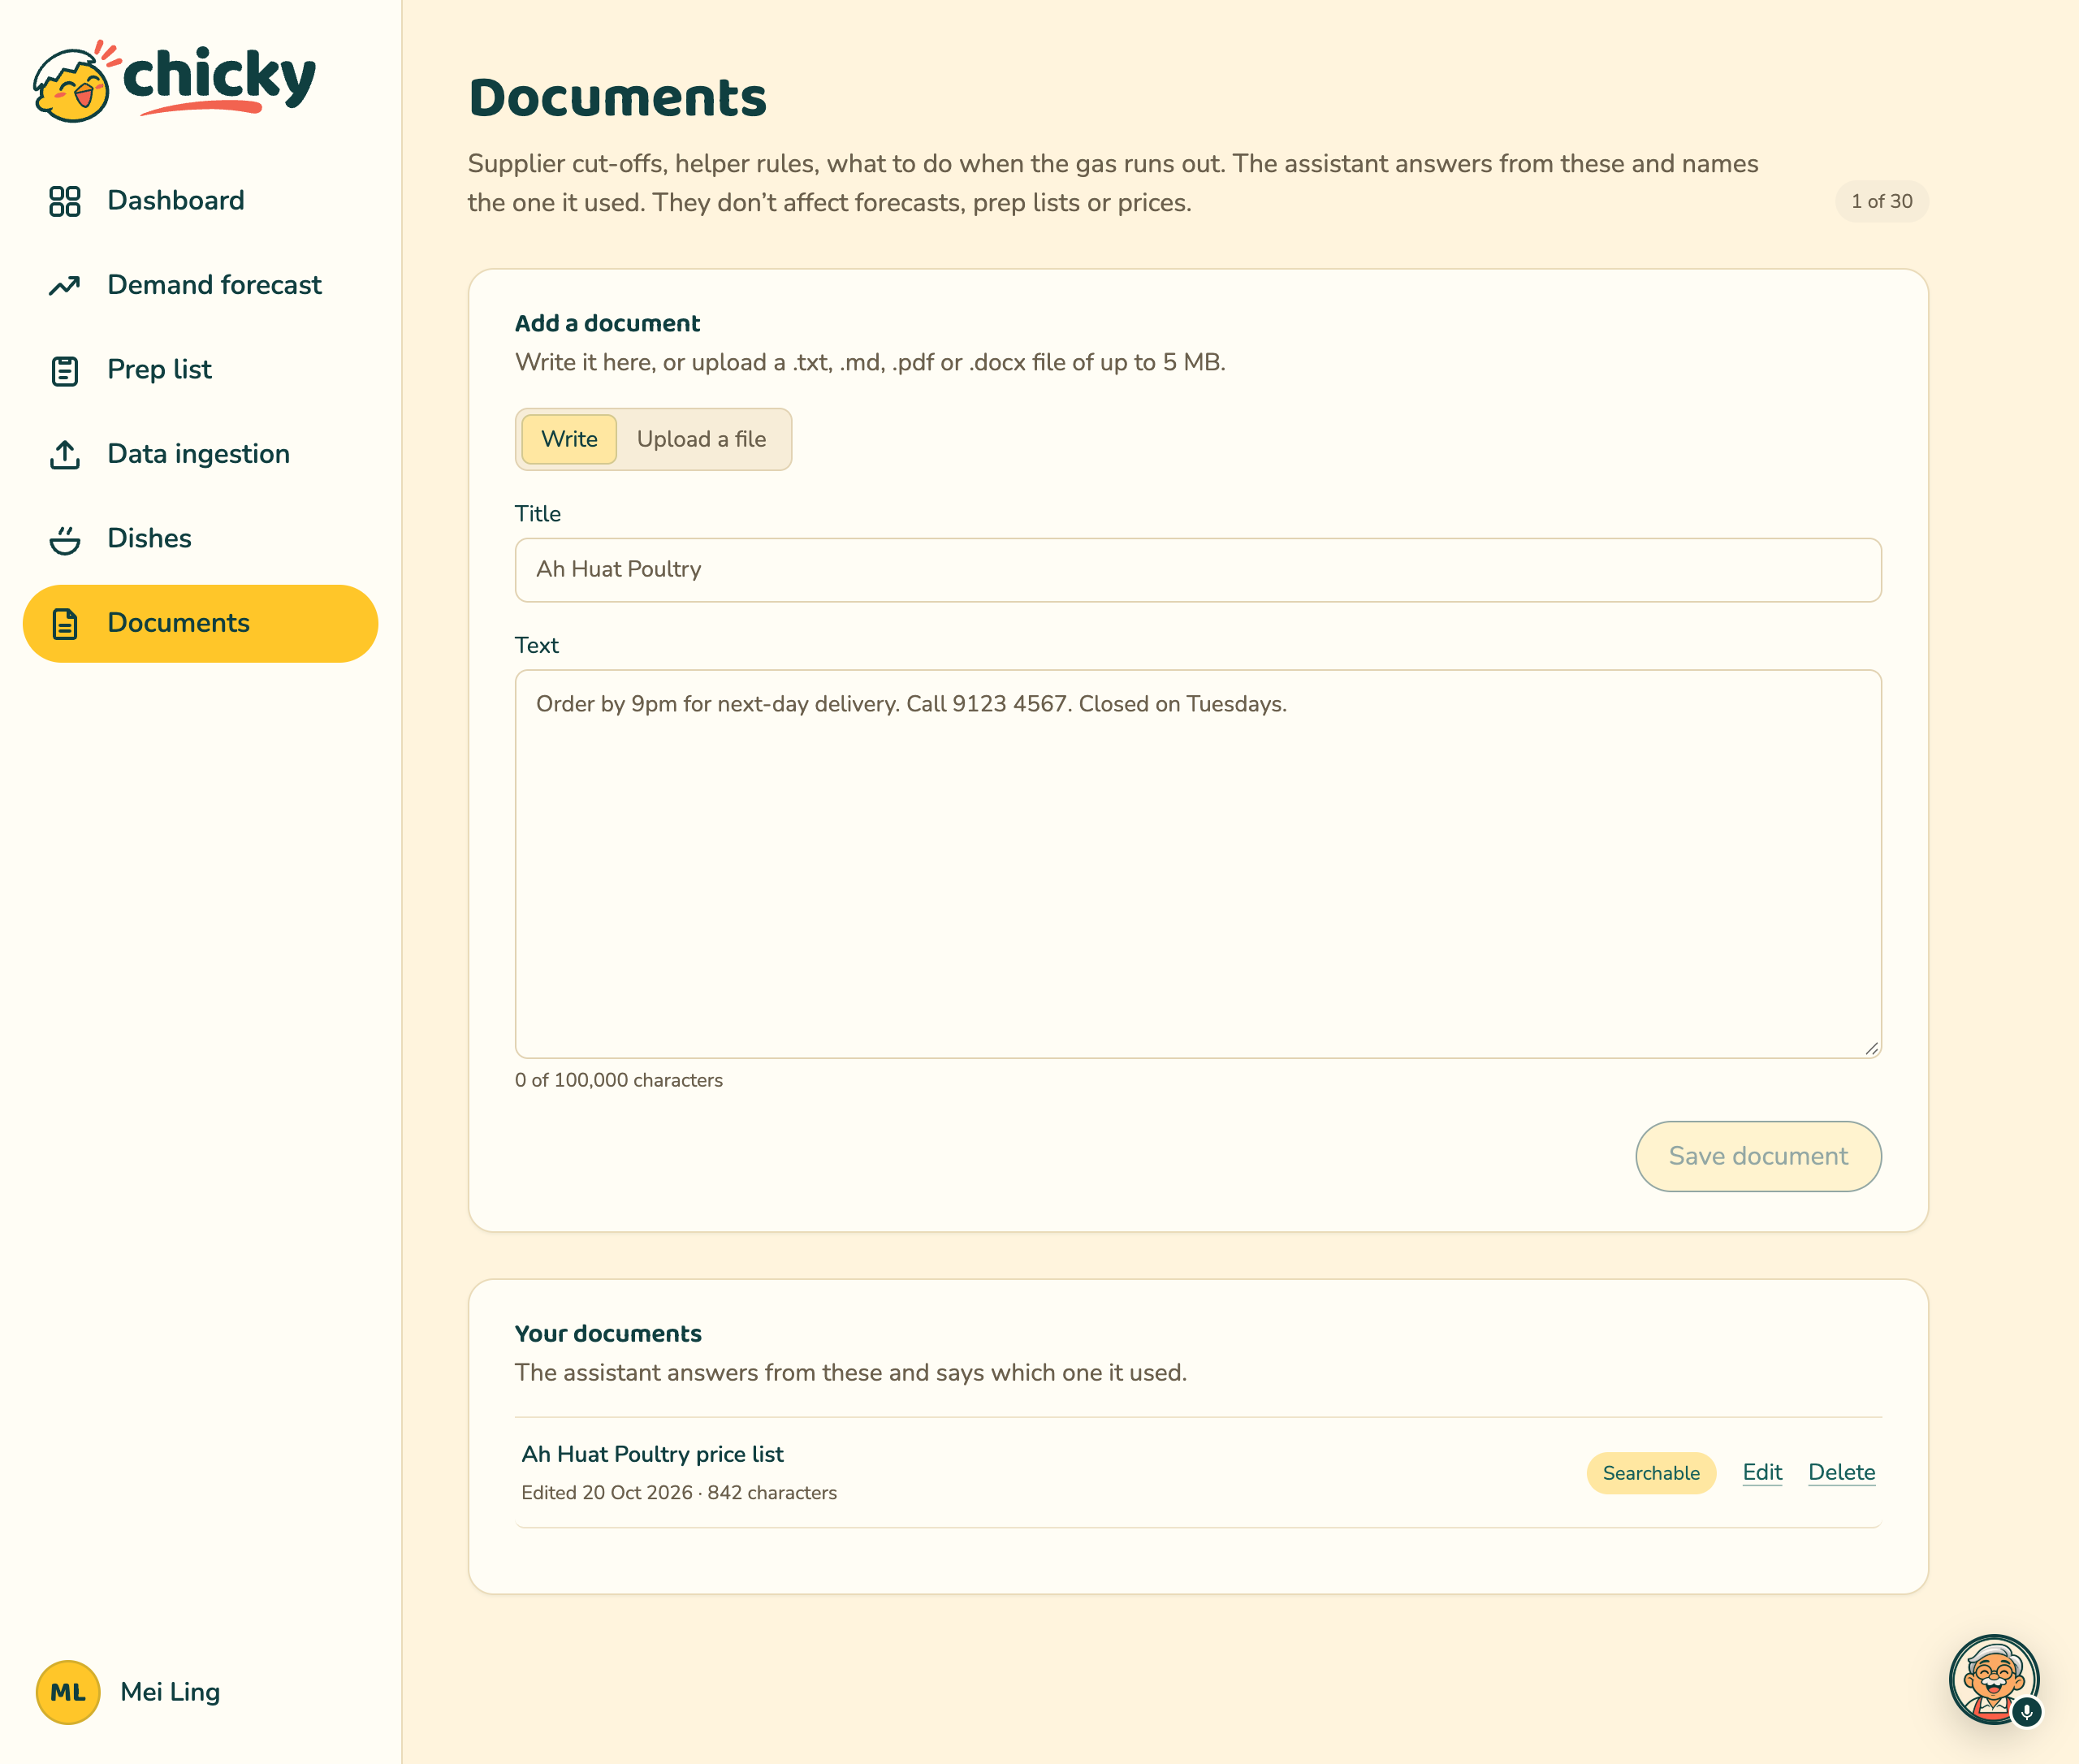 chicky
Dashboard
Demand forecast
Prep list
Data ingestion
Dishes
Documents
ML
Mei Ling
Documents
Supplier cut-offs, helper rules, what to do when the gas runs out. The assistant answers from these and names
the one it used. They don’t affect forecasts, prep lists or prices.
1 of 30
Add a document
Write it here, or upload a .txt, .md, .pdf or .docx file of up to 5 MB.
Write
Upload a file
Title
Ah Huat Poultry
Text
Order by 9pm for next-day delivery. Call 9123 4567. Closed on Tuesdays.
0 of 100,000 characters
Save document
Your documents
The assistant answers from these and says which one it used.
Ah Huat Poultry price list
Edited 20 Oct 2026 · 842 characters
Searchable
Edit
Delete